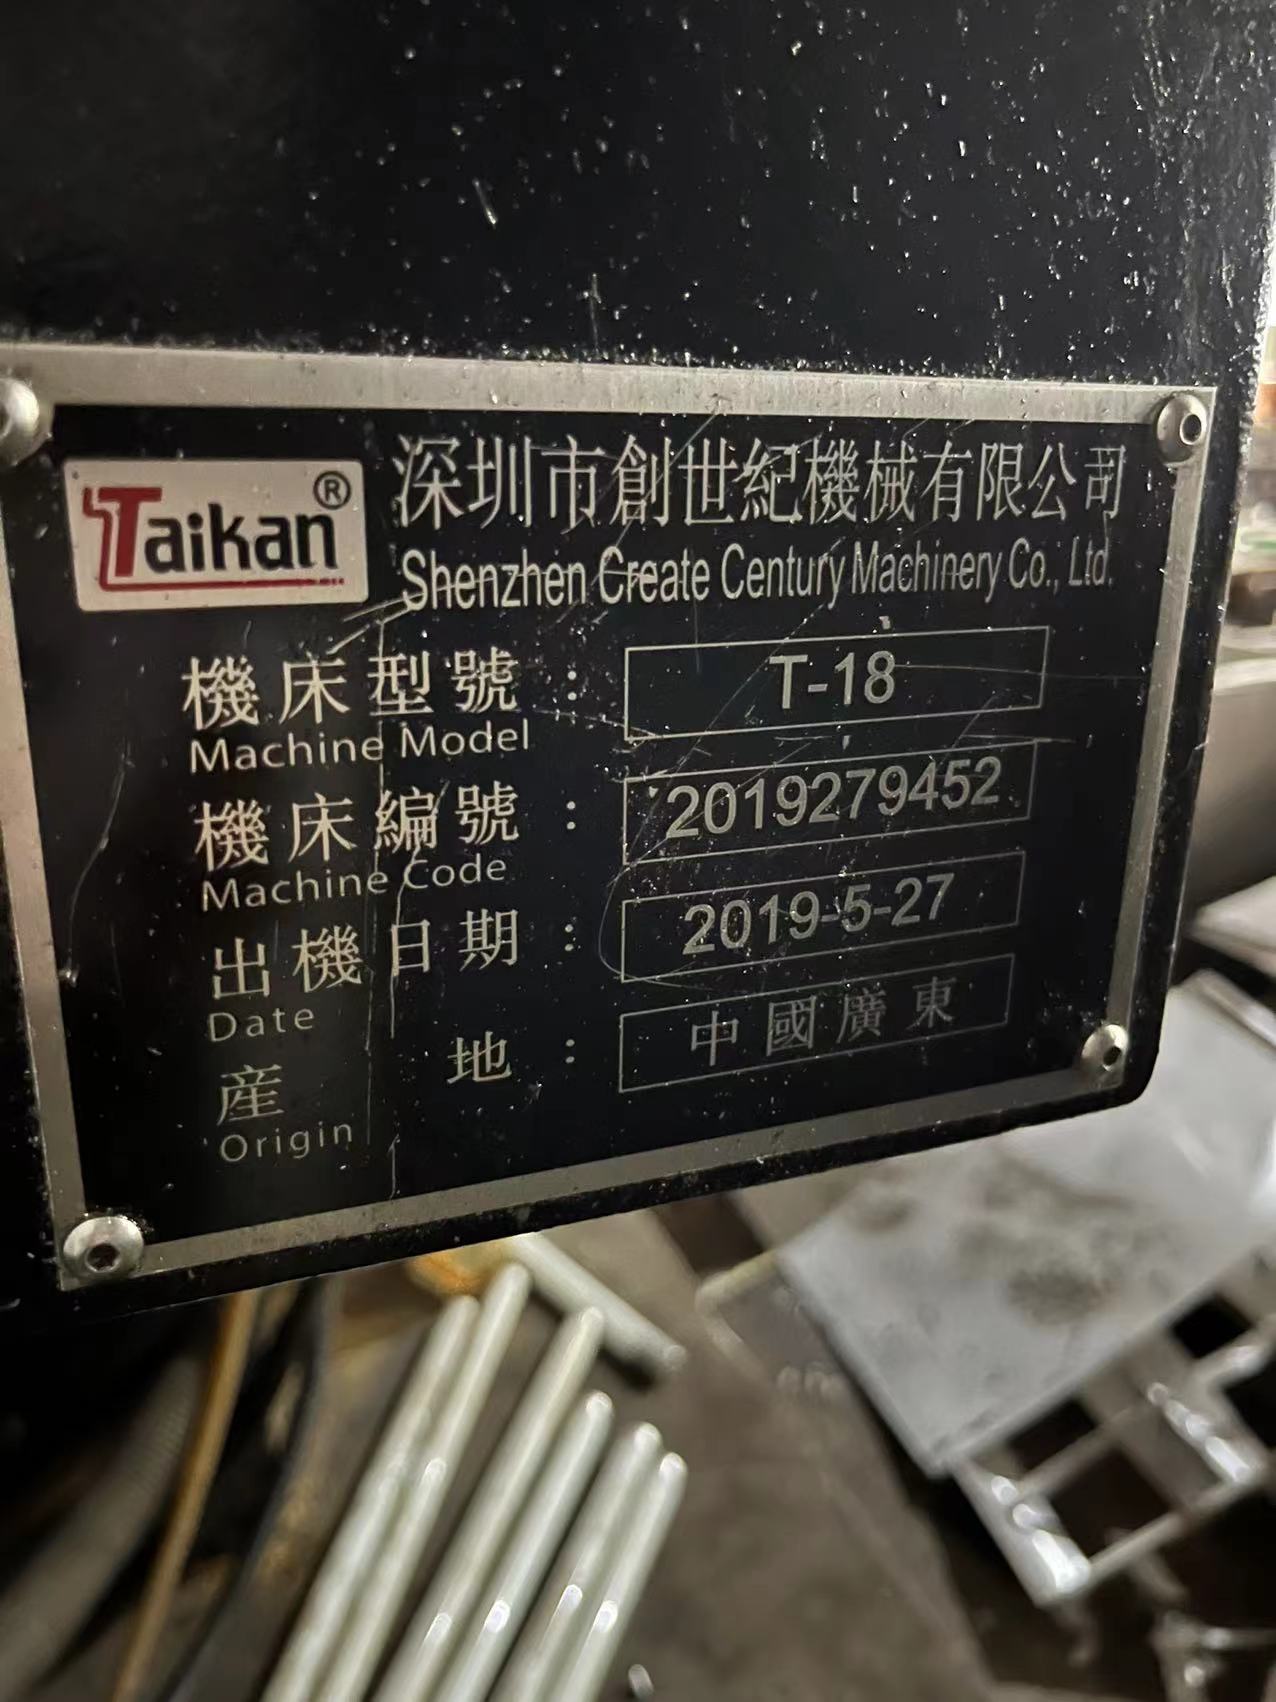 Taikan®
深圳市創世紀機械有限公司
Shenzhen Create Century Machinery Co., Ltd.
機床型號： T-18
Machine Model
機床編號： 2019279452
Machine Code
出機日期： 2019-5-27
Date
産地： 中國廣東
Origin